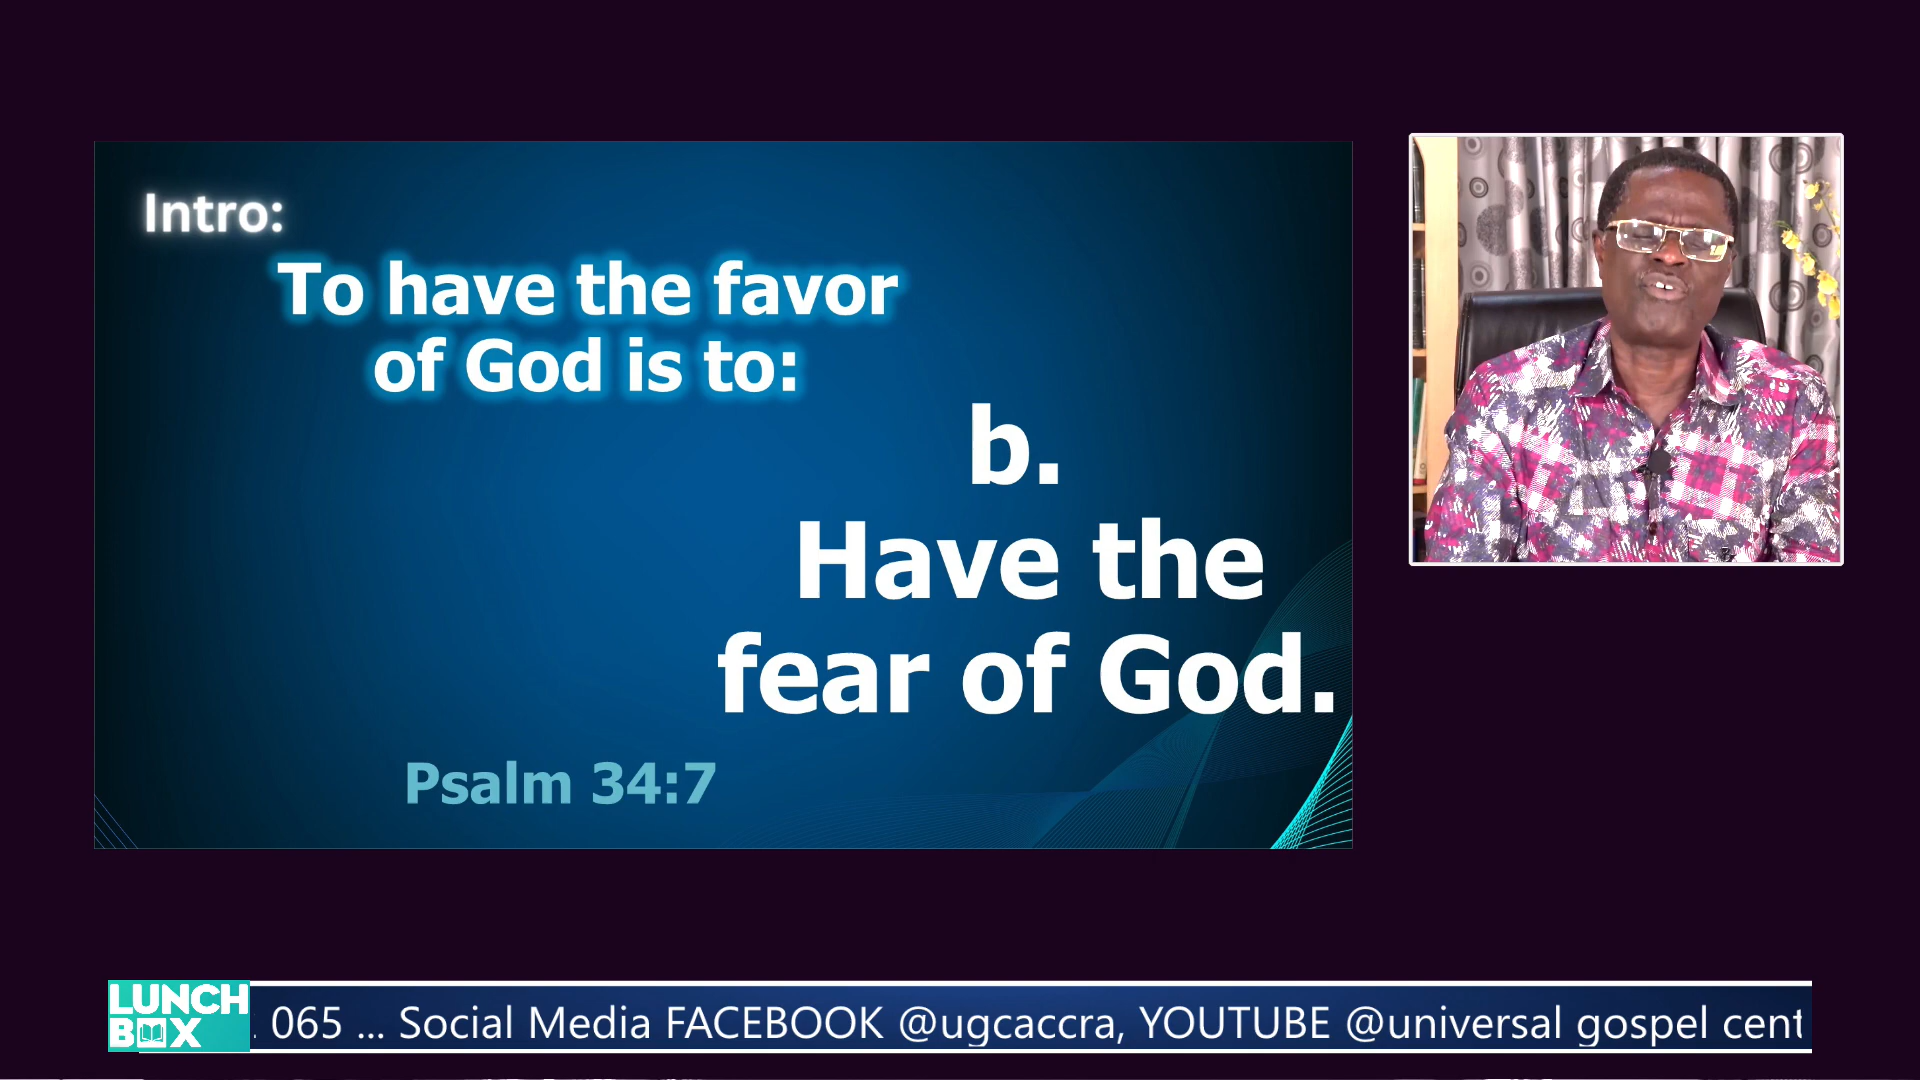 Intro:
To have the favor
of God is to:
b.
Have the
fear of God.
Psalm 34:7
LUNCH
BOX
. 065 ... Social Media FACEBOOK @ugcaccra, YOUTUBE @universal gospel cent